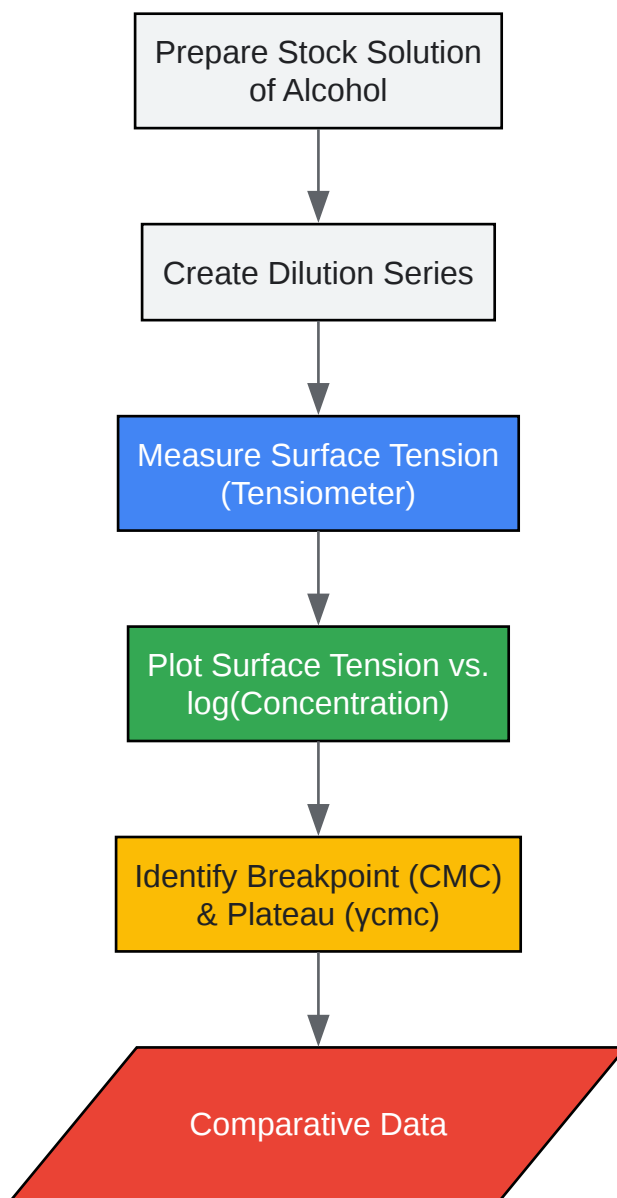 Prepare Stock Solution
of Alcohol
Create Dilution Series
Measure Surface Tension
(Tensiometer)
Plot Surface Tension vs.
log(Concentration)
Identify Breakpoint (CMC)
& Plateau (γcmc)
Comparative Data